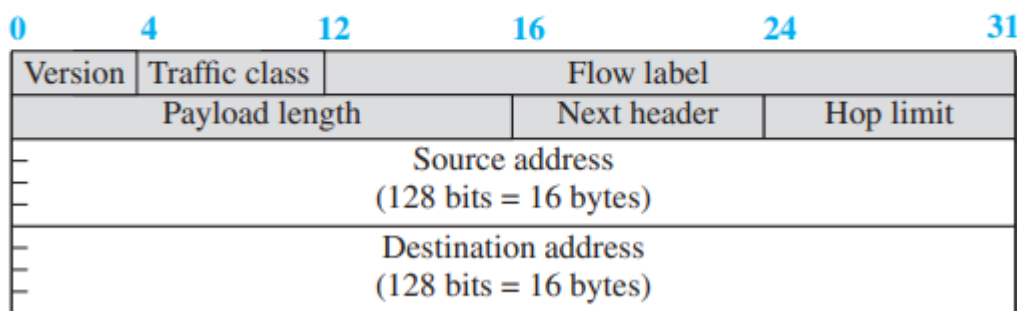 0 4 12 16 24 31
Version Traffic class Flow label
Payload length Next header Hop limit
Source address
(128 bits = 16 bytes)
Destination address
(128 bits = 16 bytes)